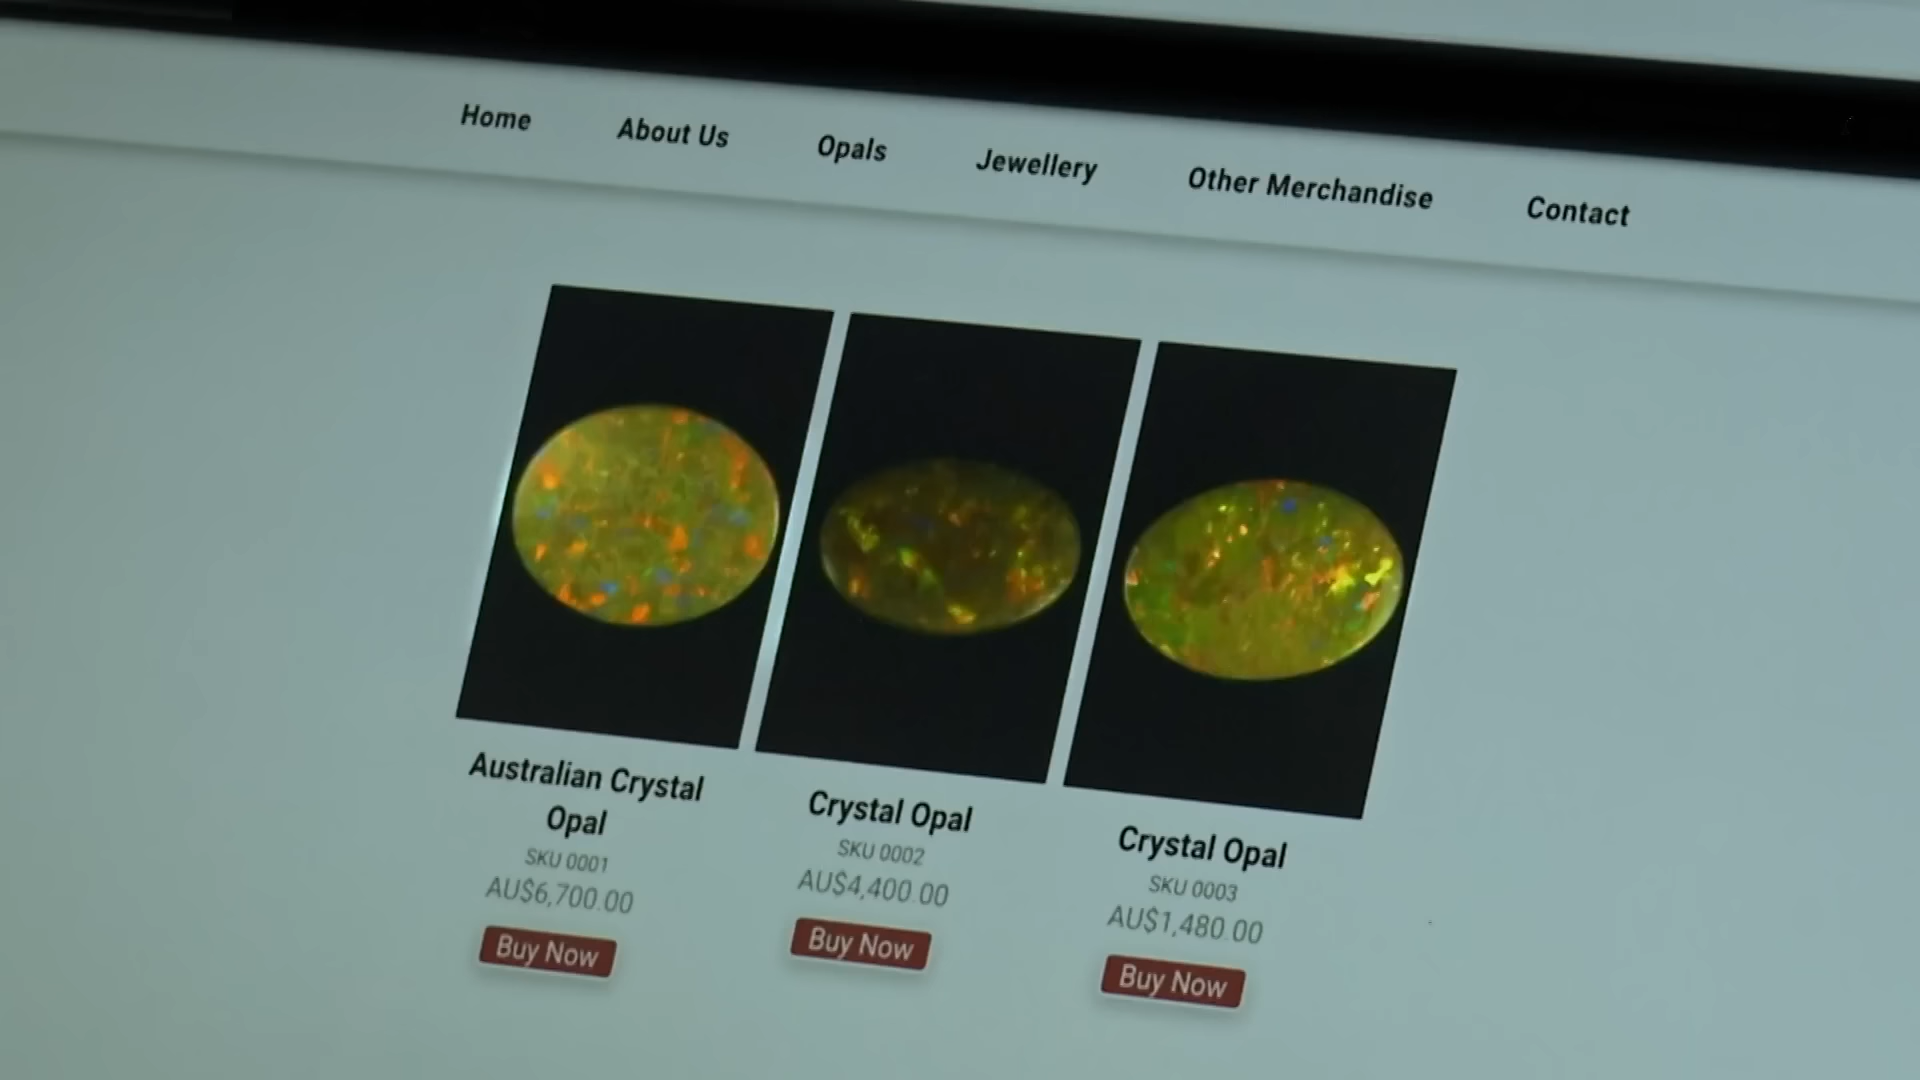 Home About Us Opals Jewellery Other Merchandise Contact
Australian Crystal
Opal
SKU 0001
AU$6,700.00
Buy Now
Crystal Opal
SKU 0002
AU$4,400.00
Buy Now
Crystal Opal
SKU 0003
AU$1,480.00
Buy Now